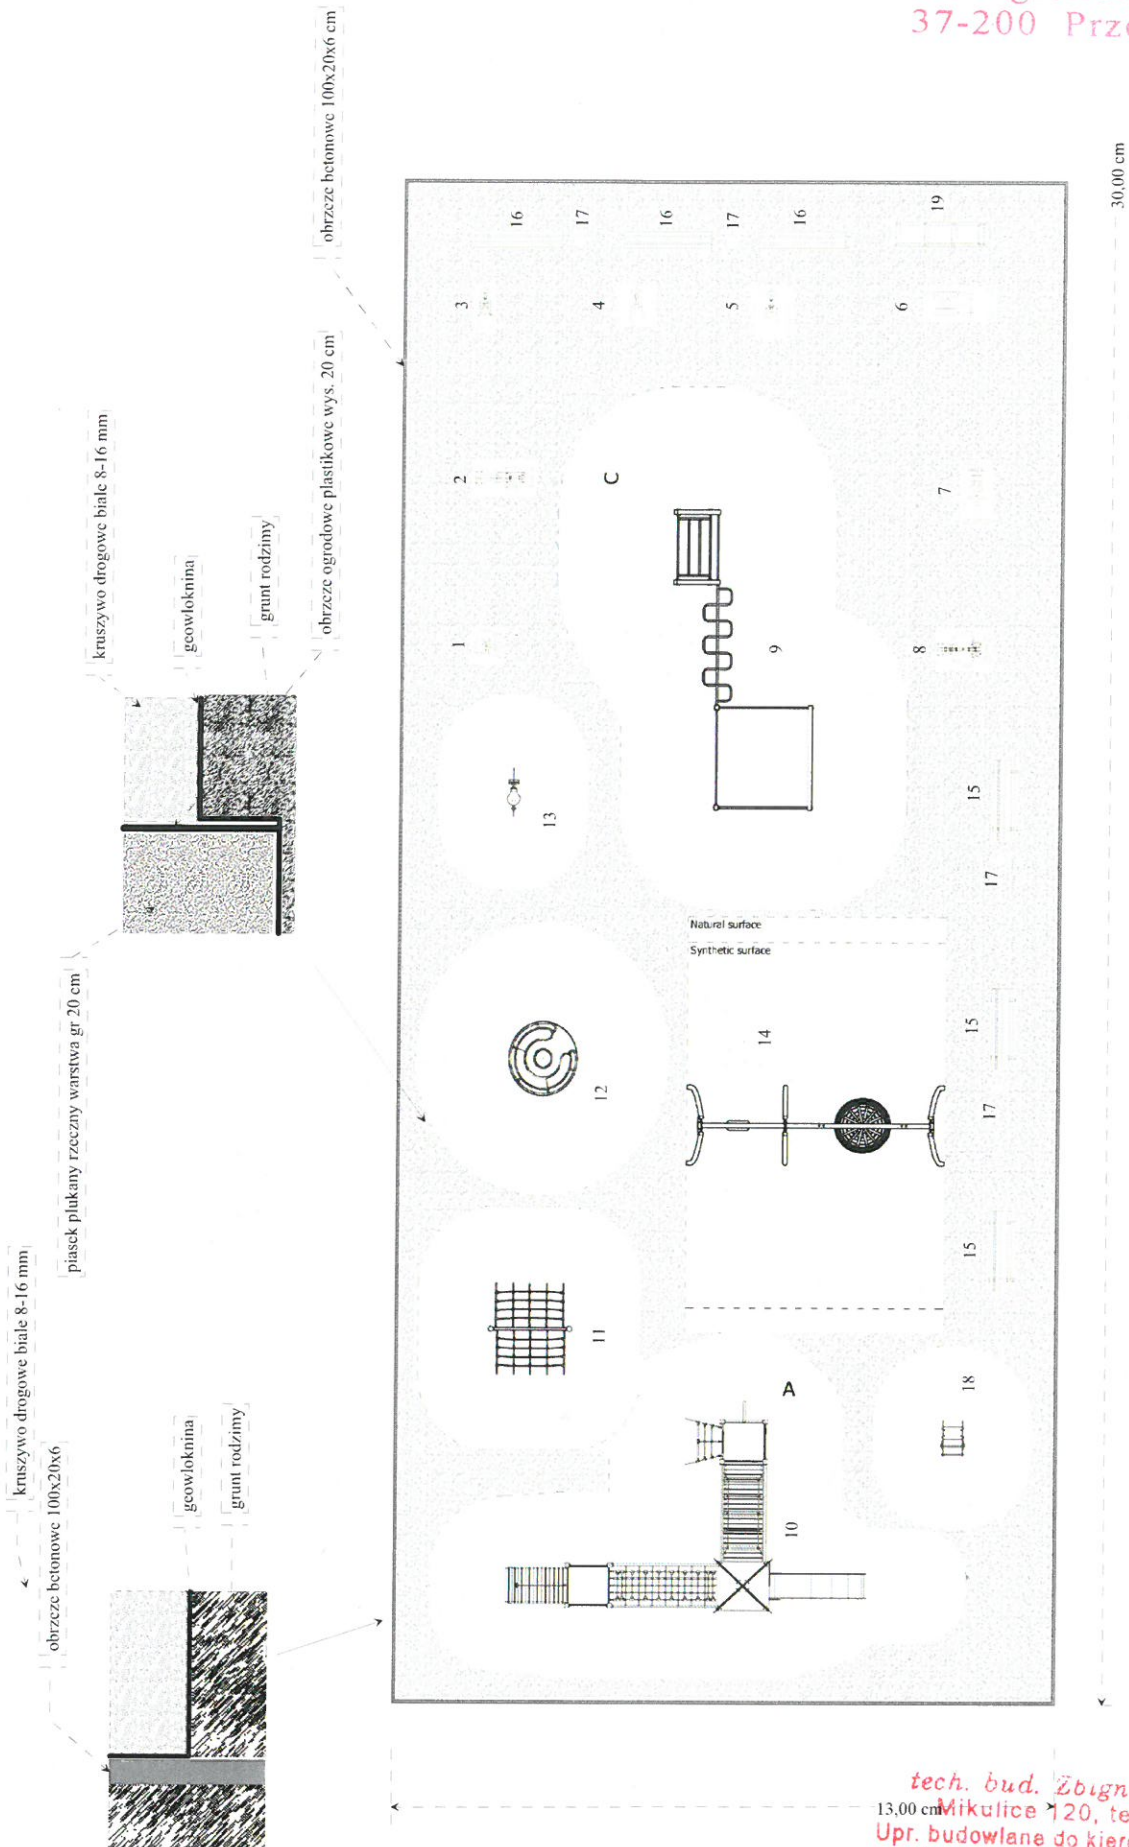 37-200
kruszywo drogowe białe 8-16 mm
obrzeże betonowe 100x20x6
geowłóknina
grunt rodzimy
piasek płukany rzeczny warstwa gr 20 cm
kruszywo drogowe białe 8-16 mm
geowłóknina
grunt rodzimy
obrzeże ogrodowe plastikowe wys. 20 cm
obrzeże betonowe 100x20x6 cm
1
2
3
4
5
6
7
8
9
C
10
A
11
12
13
14
Natural surface
Synthetic surface
15
17
15
17
15
16
17
16
17
16
19
18
30,00 cm
13,00 cm
tech. bud.
Mikulice 120,
Upr. budowlane do